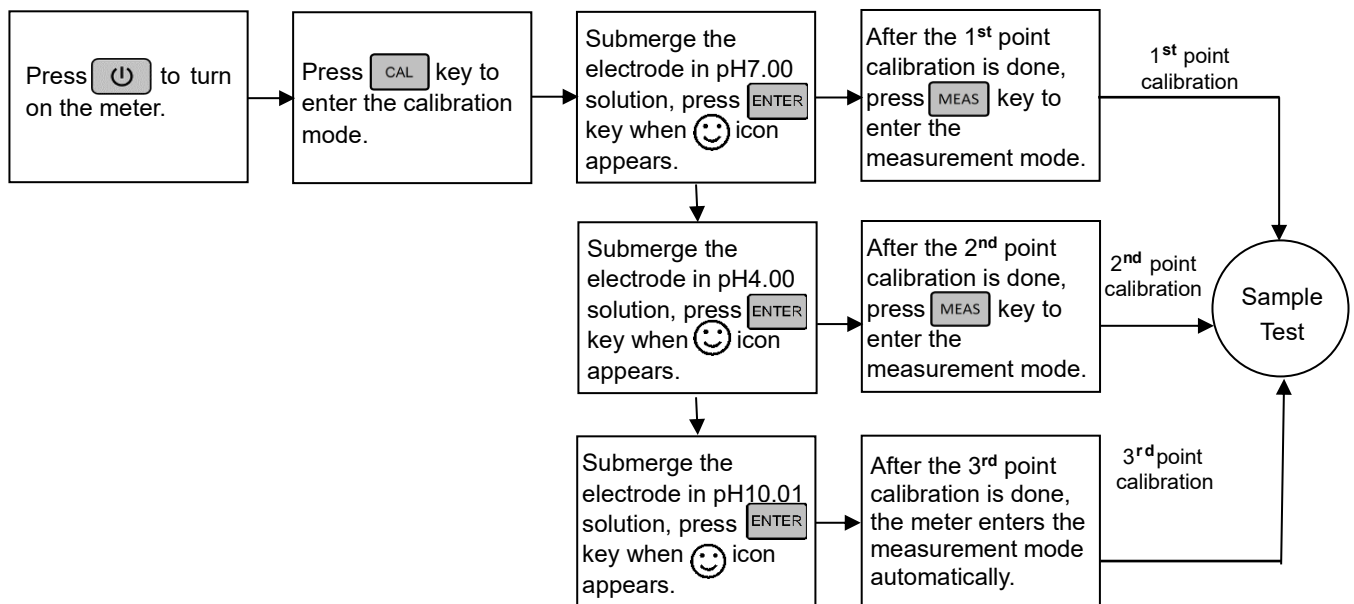 Press to turn
on the meter.
Press CAL key to
enter the calibration
mode.
Submerge the
electrode in pH7.00
solution, press ENTER
key when icon
appears.
After the 1st point
calibration is done,
press MEAS key to
enter the
measurement mode.
1st point
calibration
Submerge the
electrode in pH4.00
solution, press ENTER
key when icon
appears.
After the 2nd point
calibration is done,
press MEAS key to
enter the
measurement mode.
2nd point
calibration
Sample
Test
Submerge the
electrode in pH10.01
solution, press ENTER
key when icon
appears.
After the 3rd point
calibration is done,
the meter enters the
measurement mode
automatically.
3rd point
calibration